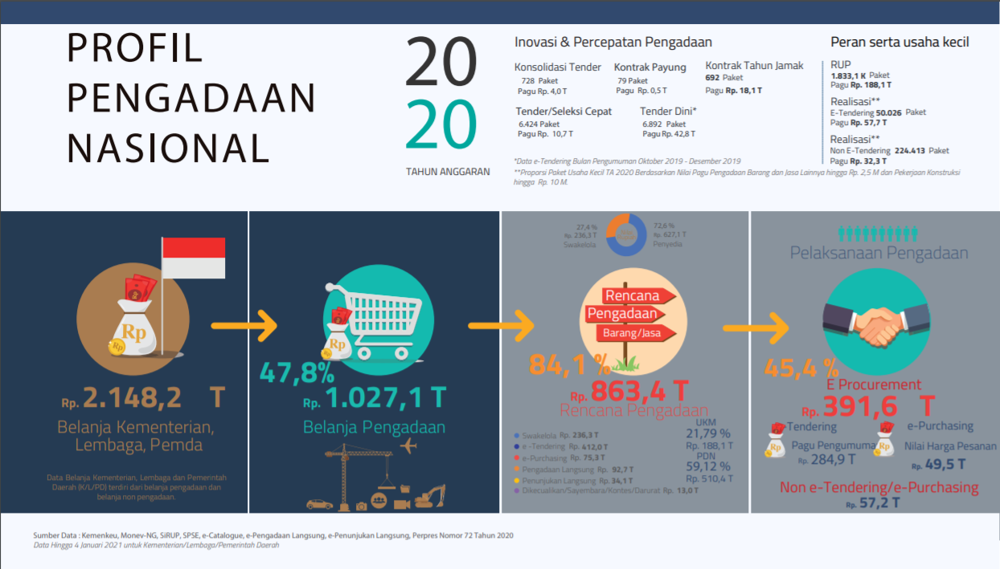 PROFIL
PENGADAAN
NASIONAL
20
20
TAHUN ANGGARAN
Inovasi & Percepatan Pengadaan
Konsolidasi Tender
728 Paket
Pagu Rp. 4,0 T
Kontrak Payung
79 Paket
Pagu Rp. 0,5 T
Kontrak Tahun Jamak
692 Paket
Pagu Rp. 18,1 T
Tender/Seleksi Cepat
6.424 Paket
Pagu Rp. 10,7 T
Tender Dini*
6.892 Paket
Pagu Rp. 42,8 T
*Data e-Tendering Bulan Pengumuman Oktober 2019 - Desember 2019
**Proporsi Paket Usaha Kecil TA 2020 Berdasarkan Nilai Pagu Pengadaan Barang dan Jasa Lainnya hingga Rp. 2,5 M dan Pekerjaan Konstruksi
hingga Rp. 10 M.
Peran serta usaha kecil
RUP
1.833,1 K Paket
Pagu Rp. 188,1 T
Realisasi**
E-Tendering 50.026 Paket
Pagu Rp. 57,7 T
Realisasi**
Non E-Tendering 224.413 Paket
Pagu Rp. 32,3 T
Rp
Rp
Rp. 2.148,2 T
Belanja Kementerian,
Lembaga, Pemda
Data Belanja Kementerian, Lembaga dan Pemerintah
Daerah (K/L/PD) terdiri dari belanja pengadaan dan
belanja non pengadaan.
Rp
Rp
47,8%
Rp. 1.027,1 T
Belanja Pengadaan
27,4 %
Rp. 236,3 T
Swakelola
72,6 %
Rp. 627,1 T
Penyedia
Rencana
Pengadaan
Barang/Jasa
84,1 %
Rp. 863,4 T
Rencana Pengadaan
Swakelola Rp. 236,3 T
e -Tendering Rp. 412,0 T
e-Purchasing Rp. 75,3 T
Pengadaan Langsung Rp. 92,7 T
Penunjukan Langsung Rp. 34,1 T
Dikecualikan/Sayembara/Kontes/Darurat Rp. 13,0 T
UKM
21,79 %
Rp. 188,1 T
PDN
59,12 %
Rp. 510,4 T
Pelaksanaan Pengadaan
45,4 %
E Procurement
Rp. 391,6 T
Tendering
Rp
Pagu Pengumuma
Rp. 284,9 T
e-Purchasing
Rp
Nilai Harga Pesanan
Rp. 49,5 T
Non e-Tendering/e-Purchasing
Rp. 57,2 T
Sumber Data : Kemenkeu, Monev-NG, SiRUP, SPSE, e-Catalogue, e-Pengadaan Langsung, e-Penunjukan Langsung, Perpres Nomor 72 Tahun 2020
Data Hingga 4 Januari 2021 untuk Kementerian/Lembaga/Pemerintah Daerah